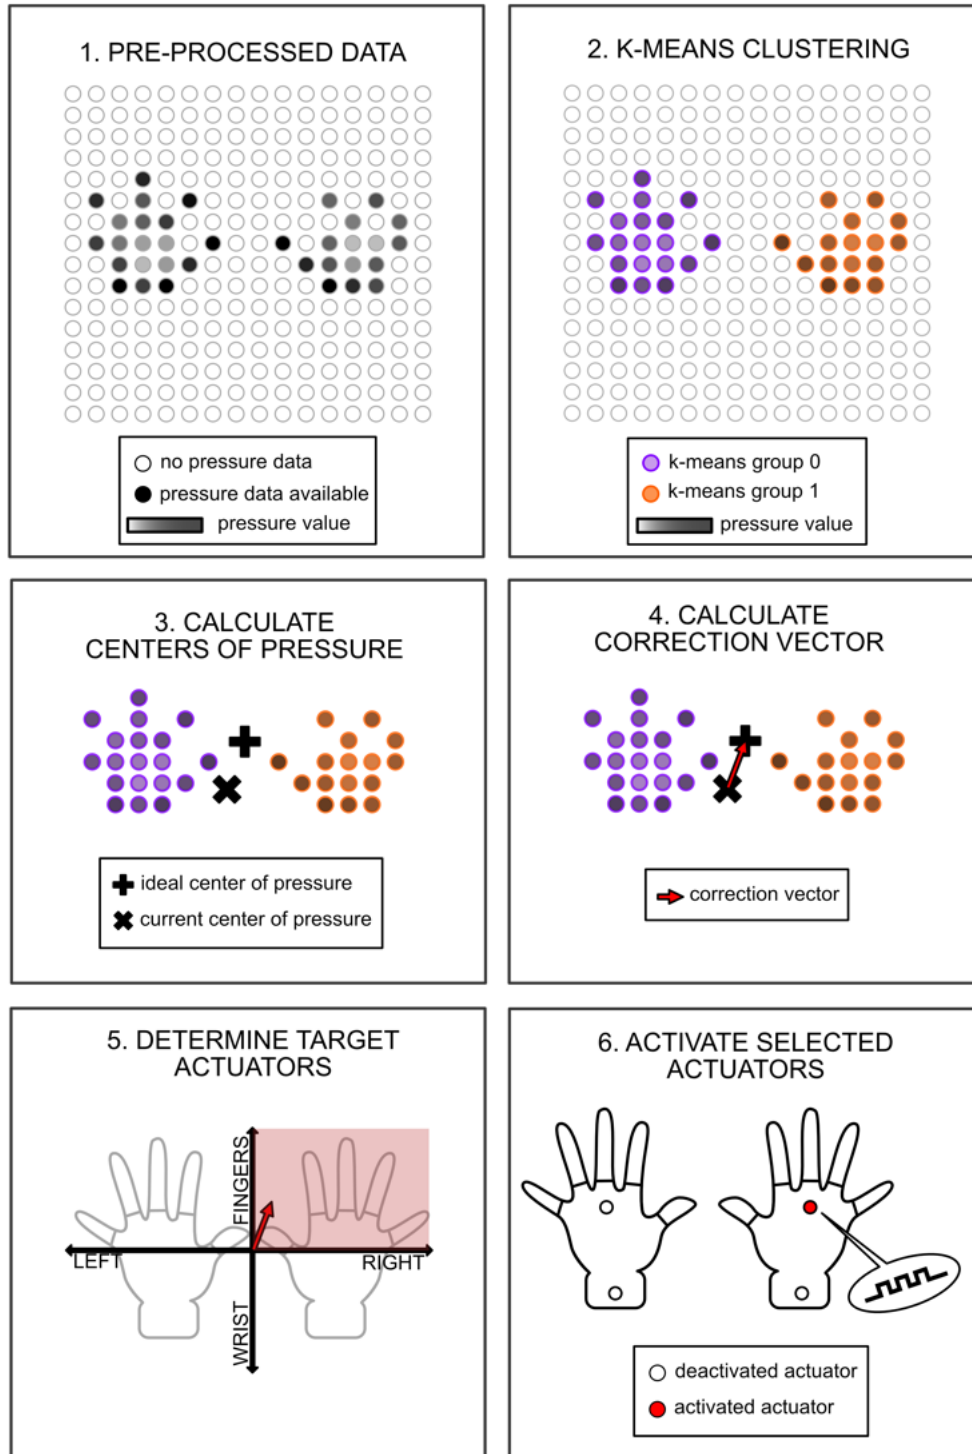 1. PRE-PROCESSED DATA
no pressure data
pressure data available
pressure value
2. K-MEANS CLUSTERING
k-means group 0
k-means group 1
pressure value
3. CALCULATE
CENTERS OF PRESSURE
ideal center of pressure
current center of pressure
4. CALCULATE
CORRECTION VECTOR
correction vector
5. DETERMINE TARGET
ACTUATORS
FINGERS
LEFT
RIGHT
WRIST
6. ACTIVATE SELECTED
ACTUATORS
deactivated actuator
activated actuator